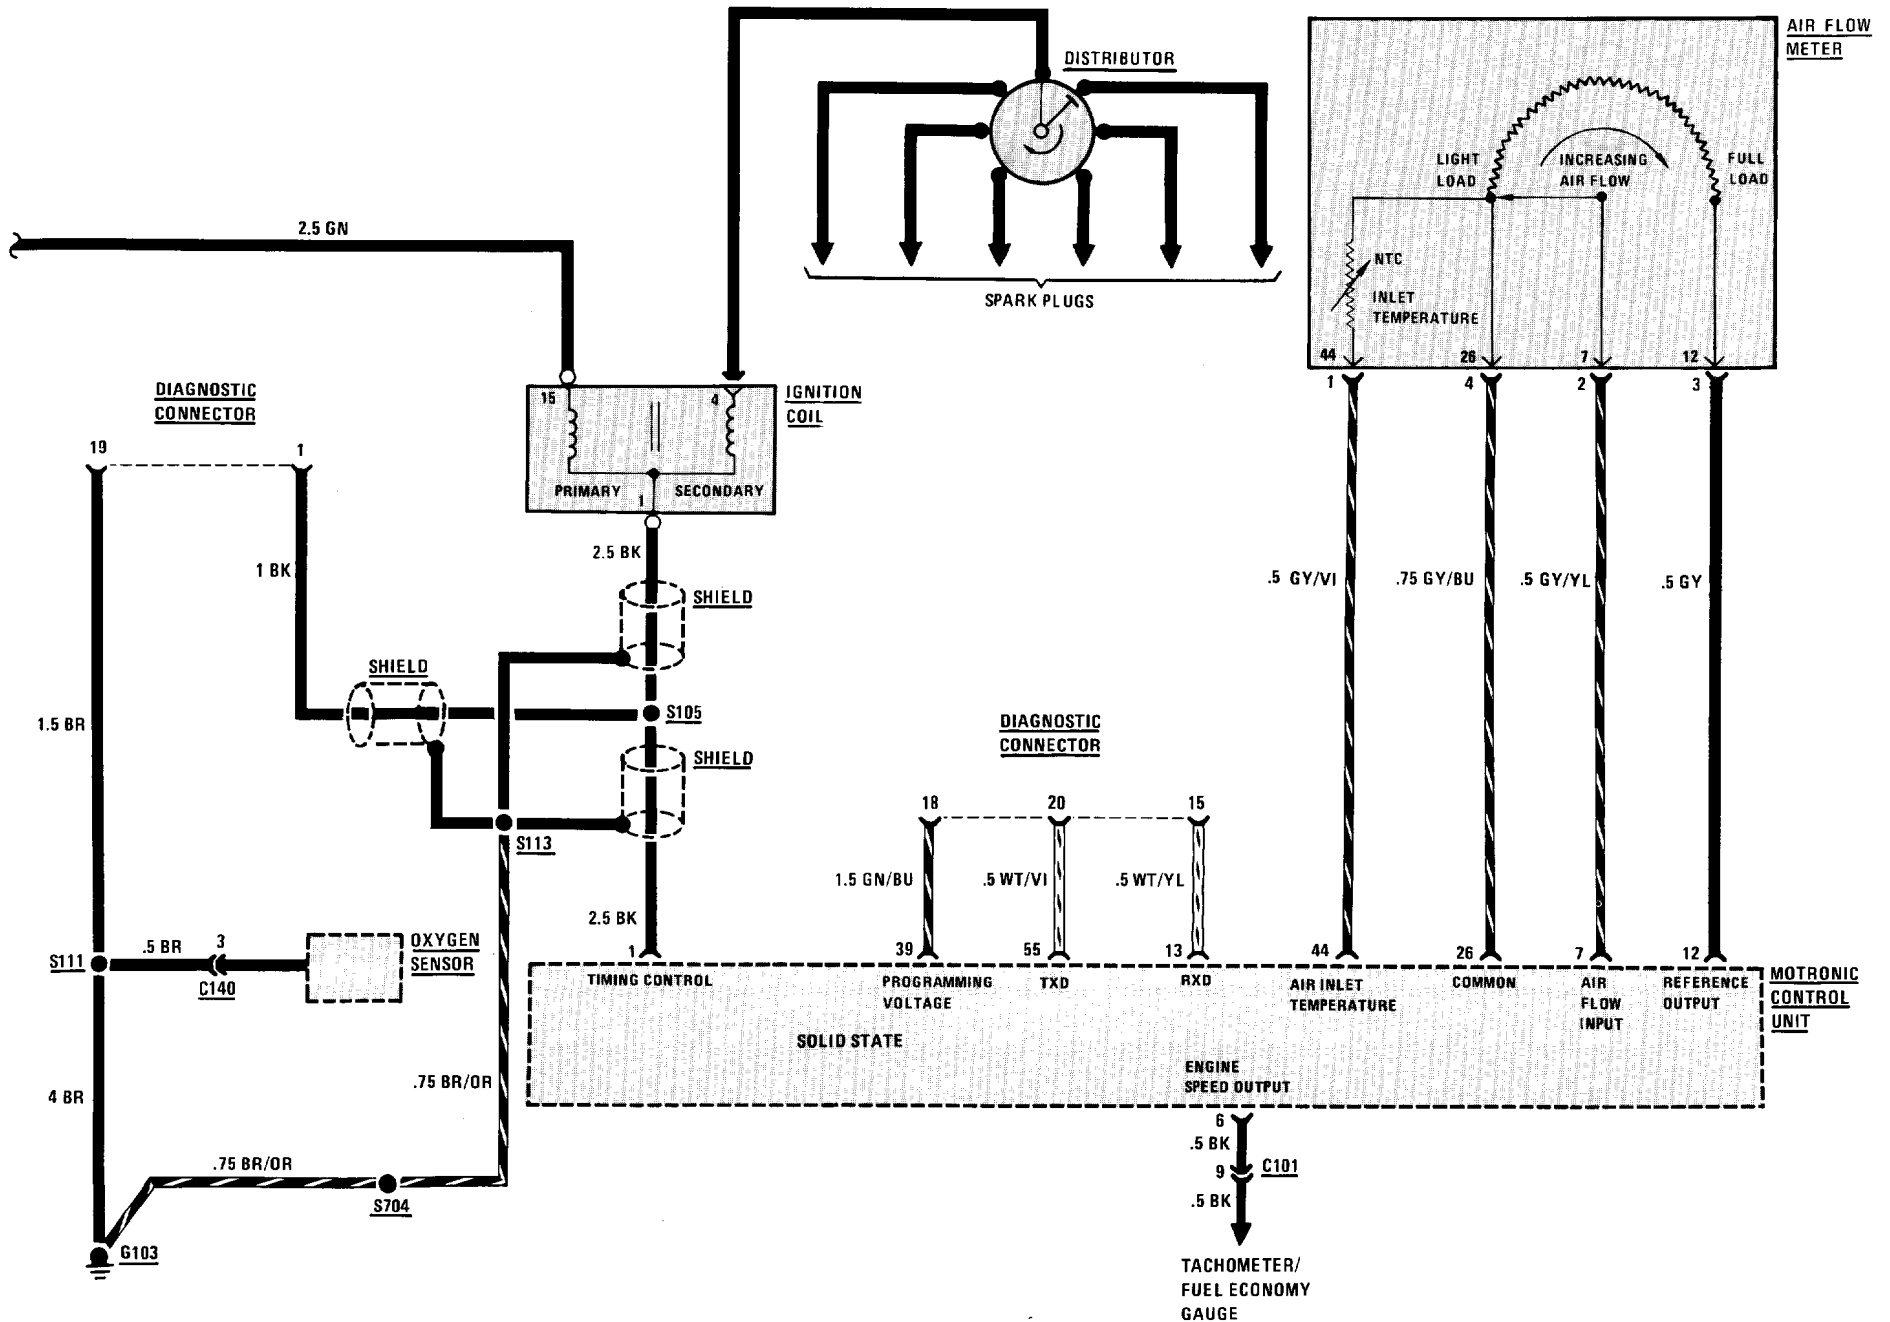 AIR FLOW
METER
DISTRIBUTOR
LIGHT
LOAD
INCREASING
AIR FLOW
FULL
LOAD
2.5 GN
NTC
INLET
TEMPERATURE
SPARK PLUGS
44
26
7
12
1
4
2
3
DIAGNOSTIC
CONNECTOR
15
4
IGNITION
COIL
19
1
PRIMARY
1
SECONDARY
2.5 BK
1 BK
SHIELD
.5 GY/VI
.75 GY/BU
.5 GY/YL
.5 GY
SHIELD
1.5 BR
S105
SHIELD
DIAGNOSTIC
CONNECTOR
18
20
15
S113
1.5 GN/BU
.5 WT/VI
.5 WT/YL
2.5 BK
.5 BR
3
OXYGEN
SENSOR
S111
C140
1
39
55
13
44
26
7
12
TIMING CONTROL
PROGRAMMING
VOLTAGE
TXD
RXD
AIR INLET
TEMPERATURE
COMMON
AIR
FLOW
INPUT
REFERENCE
OUTPUT
MOTRONIC
CONTROL
UNIT
SOLID STATE
ENGINE
SPEED OUTPUT
.75 BR/OR
4 BR
6
.5 BK
9
C101
.5 BK
.75 BR/OR
S704
G103
TACHOMETER/
FUEL ECONOMY
GAUGE